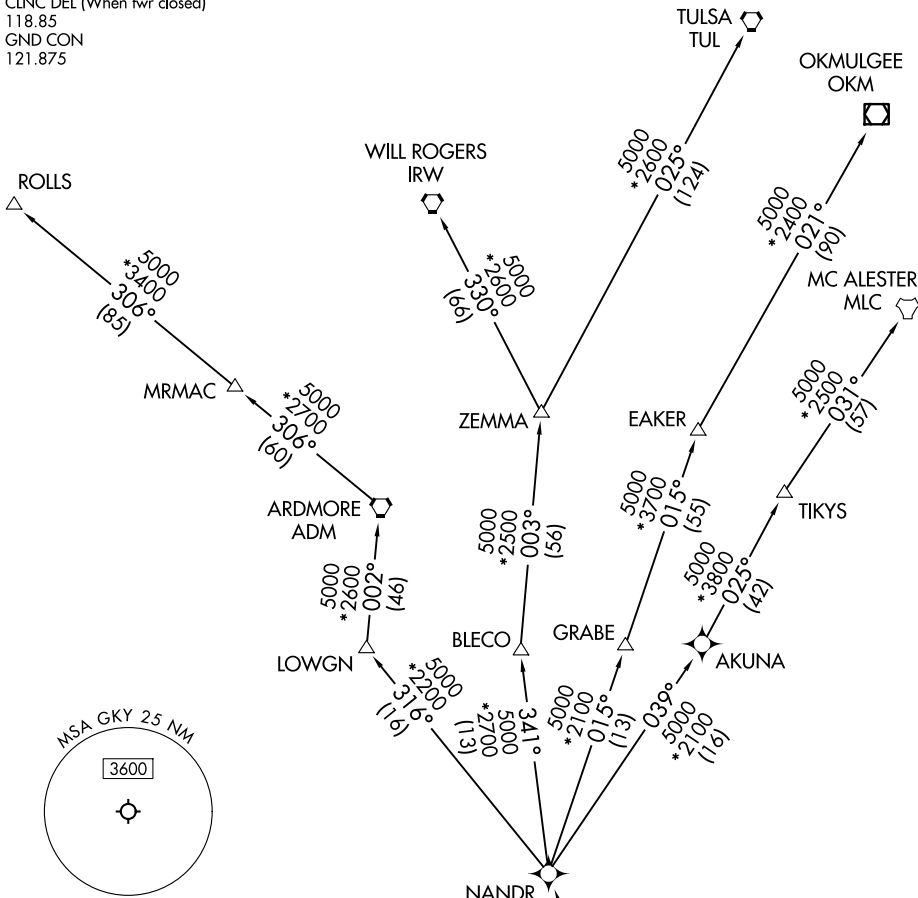 CLNC DEL (When twr closed)
118.85
GND CON
121.875
TULSA
TUL
OKMULGEE
OKM
WILL ROGERS
IRW
ROLLS
MC ALESTER
MLC
5000
*2600
025°
(124)
5000
*2400
021°
(90)
5000
*2600
330°
(66)
5000
*3400
306°
(85)
5000
*2500
031°
(57)
MRMAC
ZEMMA
EAKER
5000
*2700
306°
(60)
ARDMORE
ADM
TIKYS
5000
*3700
015°
(55)
5000
*2500
003°
(56)
5000
*3800
025°
(42)
5000
*2600
002°
(46)
LOWGN
BLECO
GRABE
AKUNA
5000
*2200
316°
(16)
341°
5000
*2700
(13)
5000
*2100
015°
(13)
039°
5000
*2100
(16)
MSA GKY 25 NM
3600
NANDR